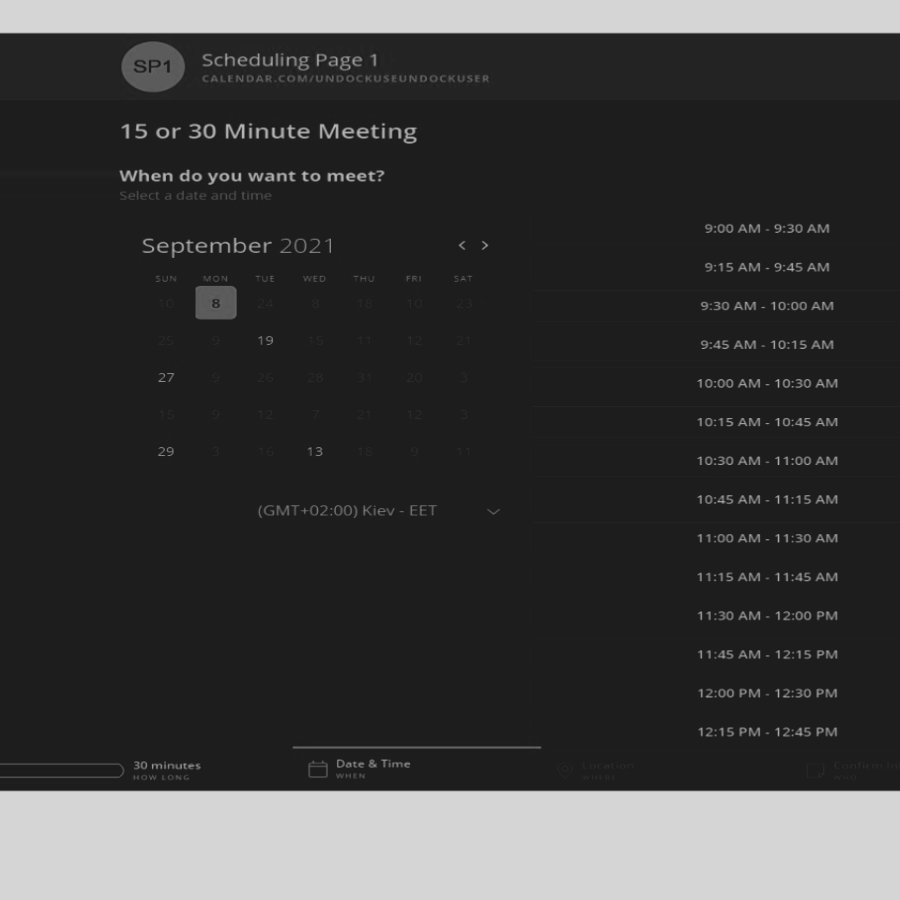 SP1
Scheduling Page 1
CALENDAR.COM/UNDOCKUSEUNDOCKUSER
15 or 30 Minute Meeting
When do you want to meet?
Select a date and time
September 2021 < >
SUN MON TUE WED THU FRI SAT
10 8 24 8 18 10 23
25 9 19 15 11 12 21
27 9 26 28 31 20 3
15 9 12 7 21 12 2
29 3 16 13 18 9 11
(GMT+02:00) Kiev - EET
9:00 AM - 9:30 AM
9:15 AM - 9:45 AM
9:30 AM - 10:00 AM
9:45 AM - 10:15 AM
10:00 AM - 10:30 AM
10:15 AM - 10:45 AM
10:30 AM - 11:00 AM
10:45 AM - 11:15 AM
11:00 AM - 11:30 AM
11:15 AM - 11:45 AM
11:30 AM - 12:00 PM
11:45 AM - 12:15 PM
12:00 PM - 12:30 PM
12:15 PM - 12:45 PM
30 minutes
HOW LONG
Date & Time
WHEN
Location
Confirm